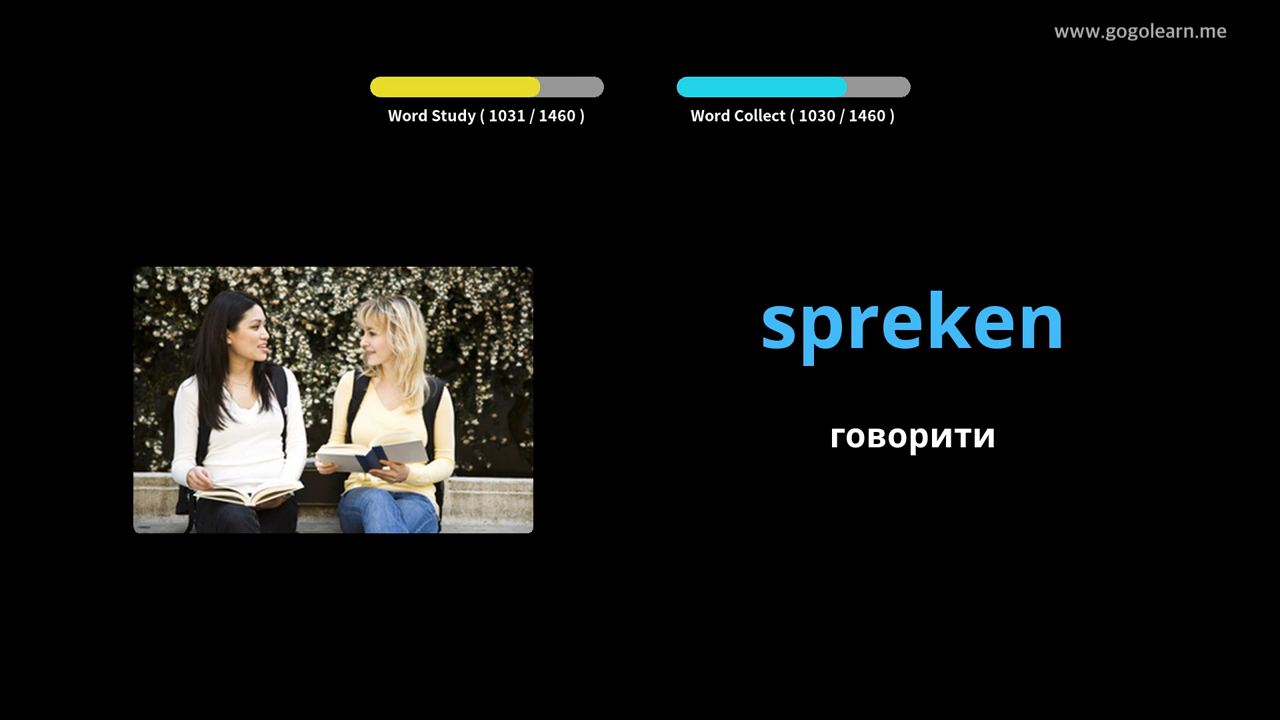 www.gogolearn.me
Word Study ( 1031 / 1460 )
Word Collect ( 1030 / 1460 )
spreken
говорити